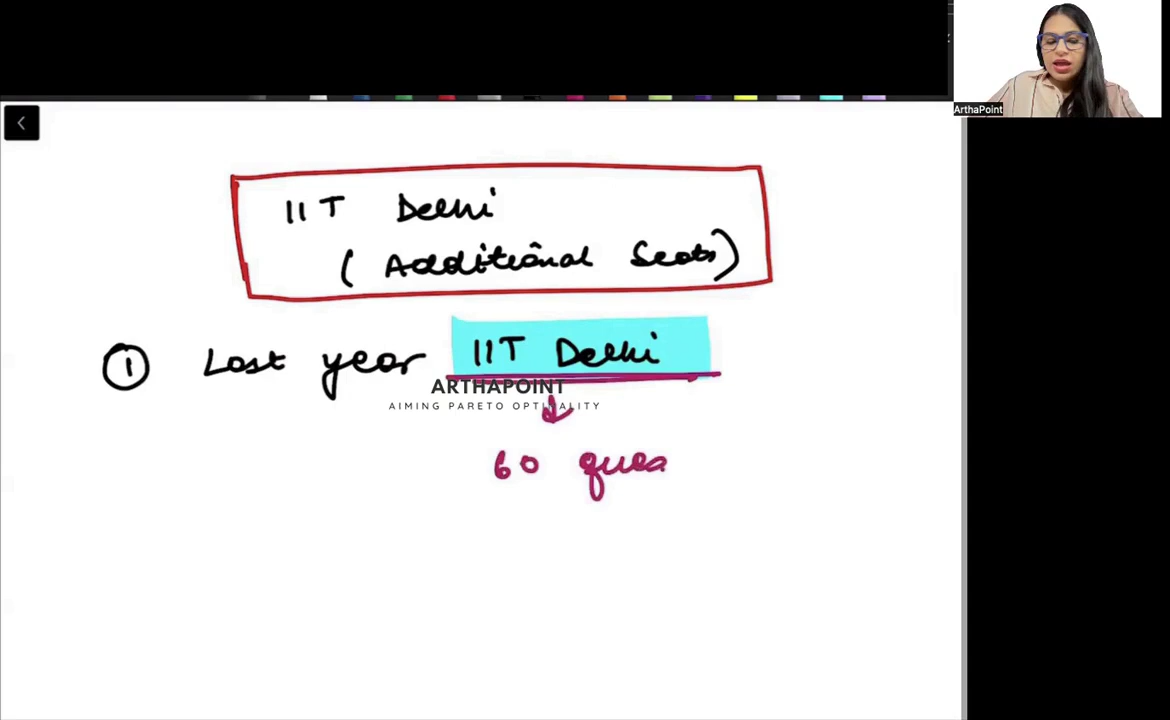 ArthaPoint
IIT Delhi
(Additional Seats)
① Last year IIT Delhi
ARTHAPOINT
AIMING PARETO OPTIMALITY
60 ques